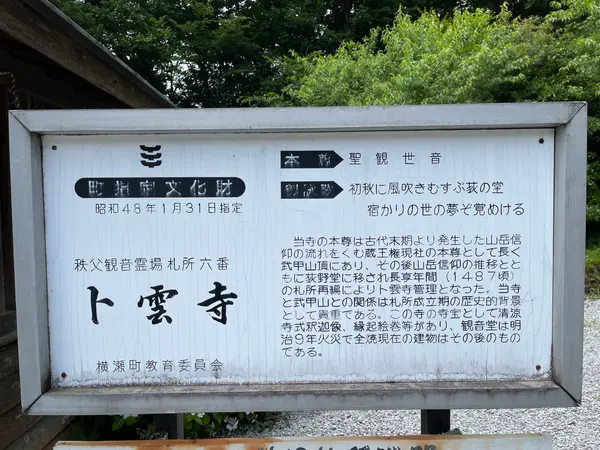 町指定文化財
昭和48年1月31日指定
秩父観音霊場 札所 六番
卜雲寺
横瀬町教育委員会
本尊 聖観世音
御詠歌 初秋に風吹きむすぶ荻の堂
宿かりの世の夢ぞ覚めける
当寺の本尊は古代末期より発生した山岳信
仰の流れをくむ蔵王権現社の本尊として長く
武甲山頂にあり、その後山岳信仰の推移とと
もに荻野堂に移され長享年間(1487頃)
の札所再編により卜雲寺管理となった。当寺
と武甲山との関係は札所成立期の歴史的背景
として貴重である。この寺の寺宝として清涼
寺式釈迦像、縁起絵巻等があり、観音堂は明
治9年火災で全焼現在の建物はその後のもの
である。